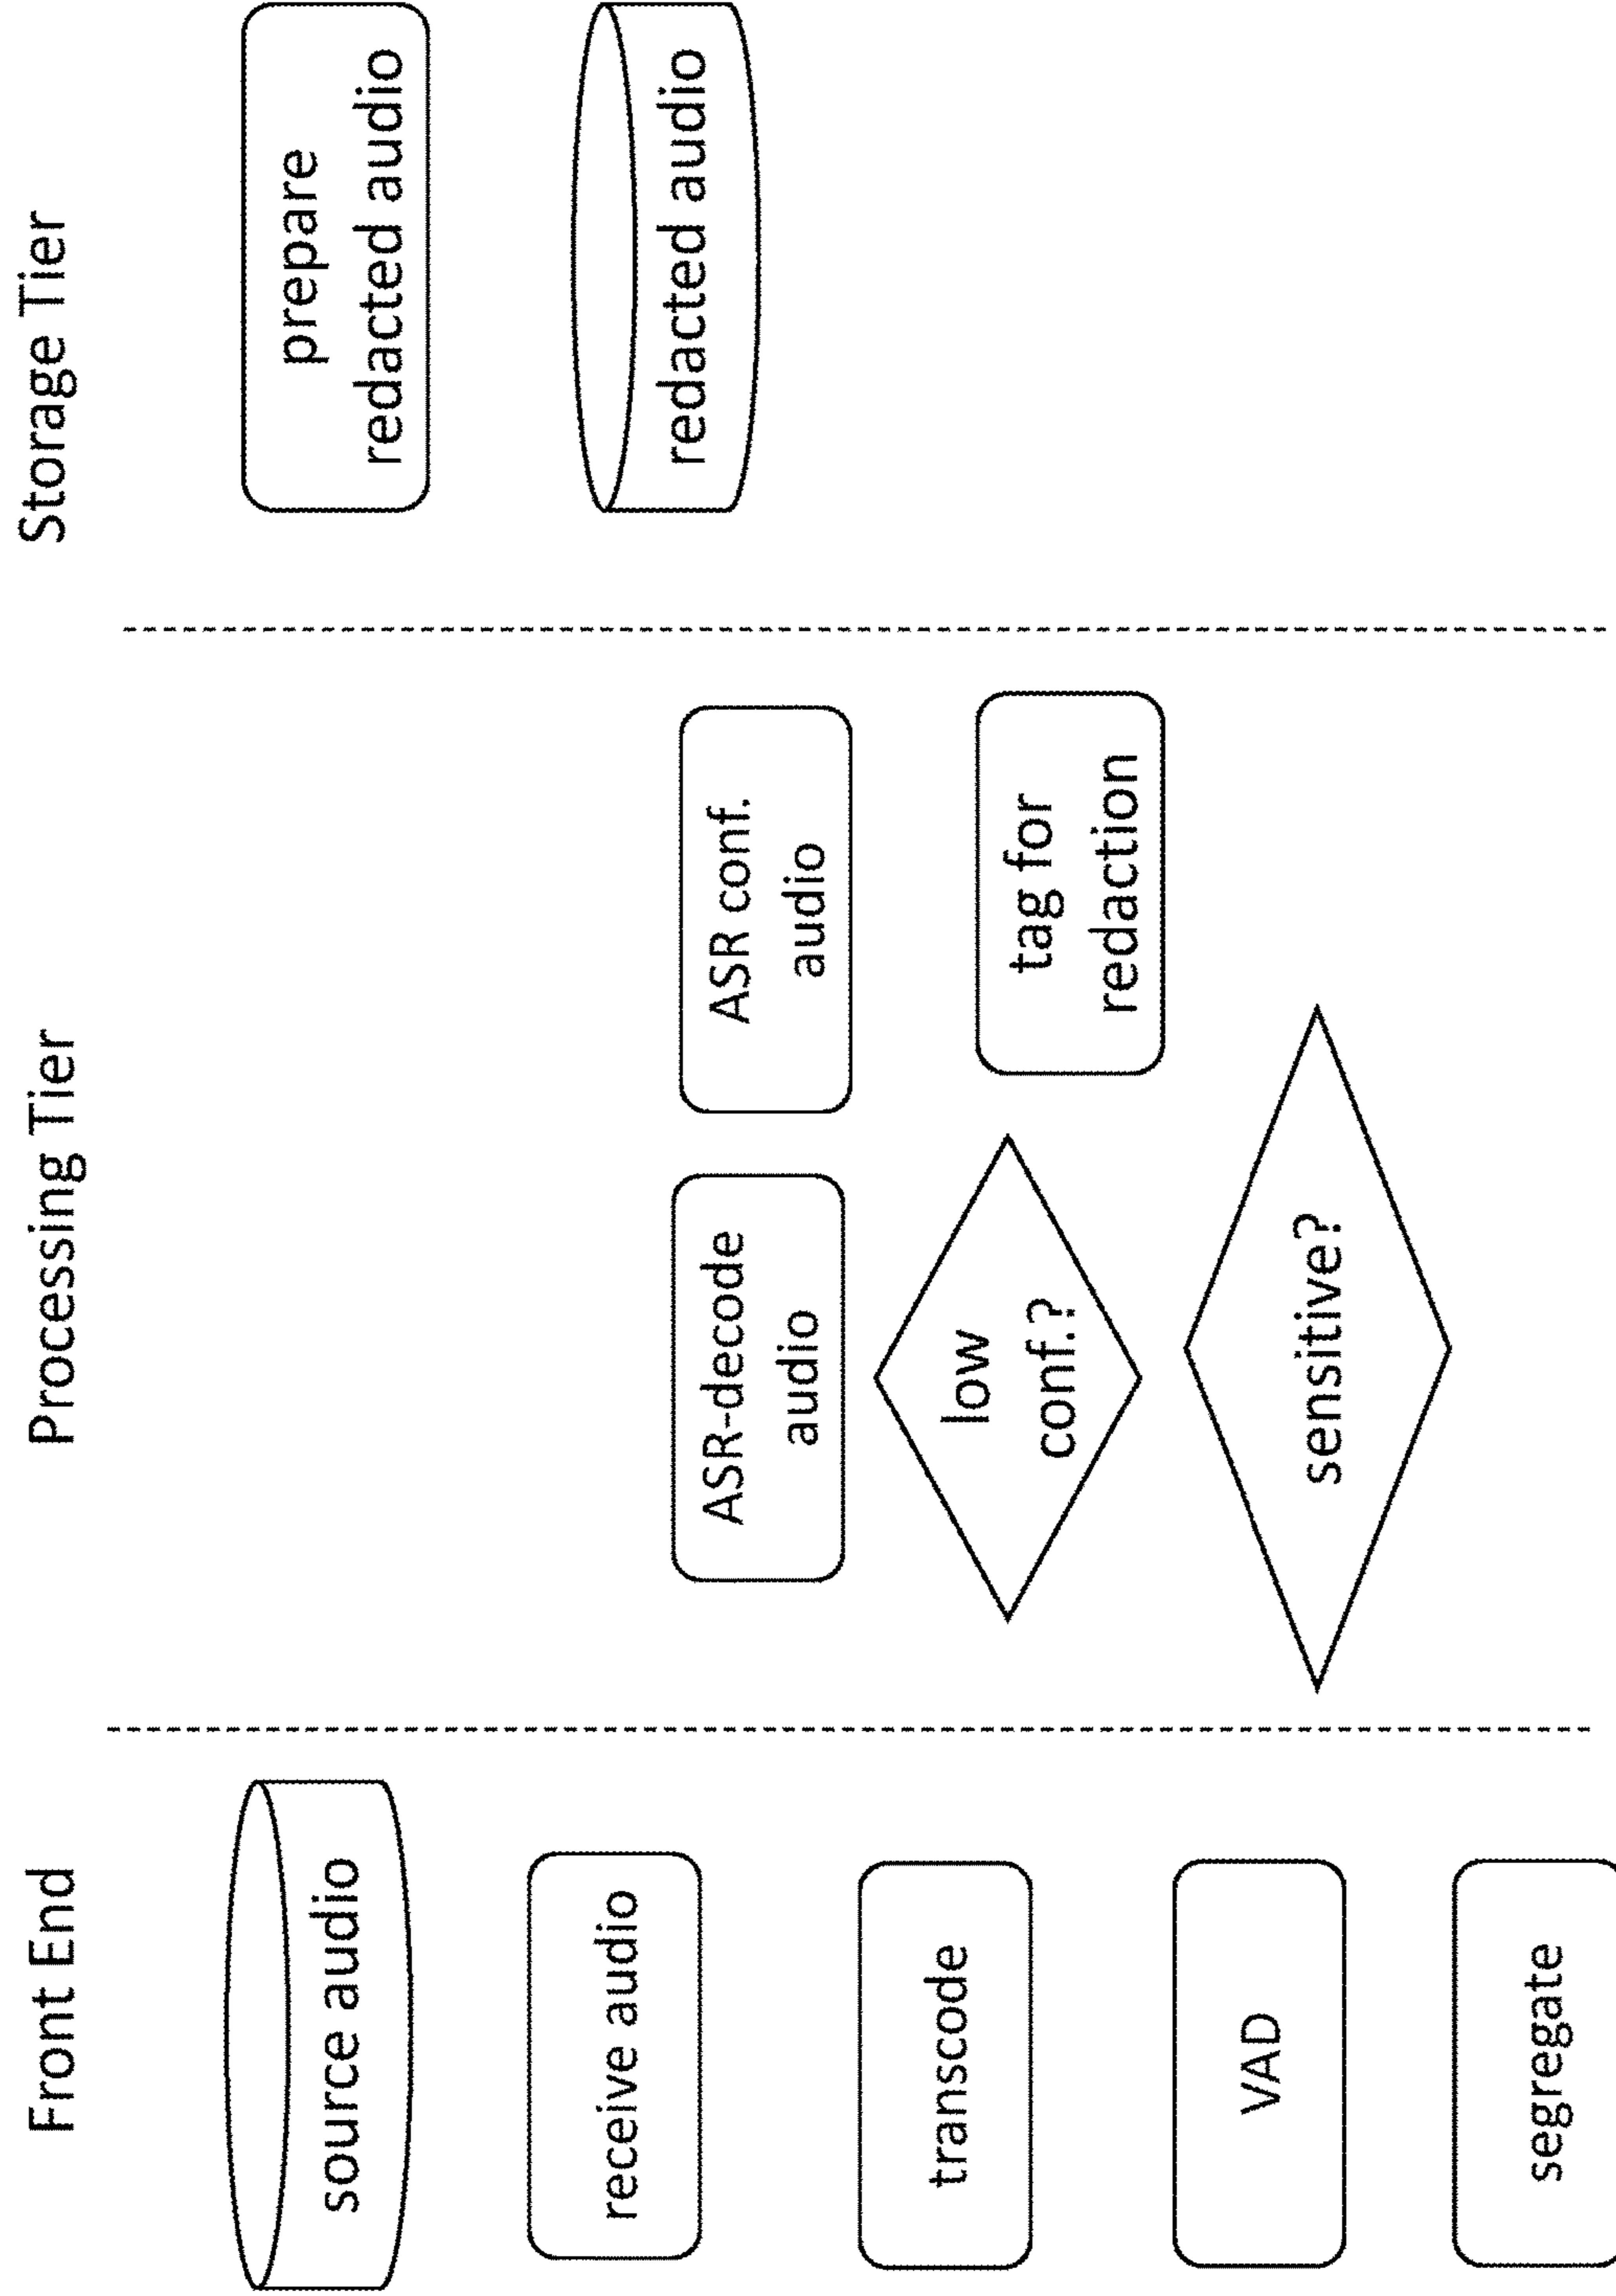 Front End
source audio
receive audio
transcode
VAD
segregate
Processing Tier
ASR-decode
audio
ASR conf.
audio
low
conf.?
tag for
redaction
sensitive?
Storage Tier
prepare
redacted audio
redacted audio